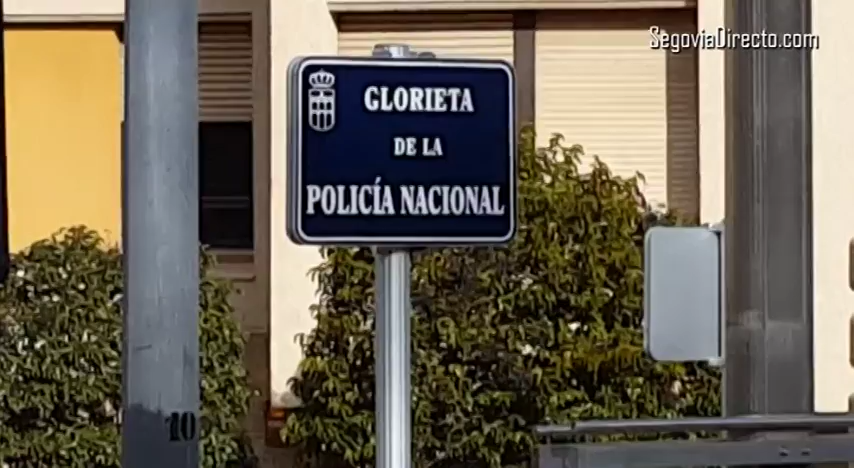 SegoviaDirecto.com
GLORIETA
DE LA
POLICÍA NACIONAL
10